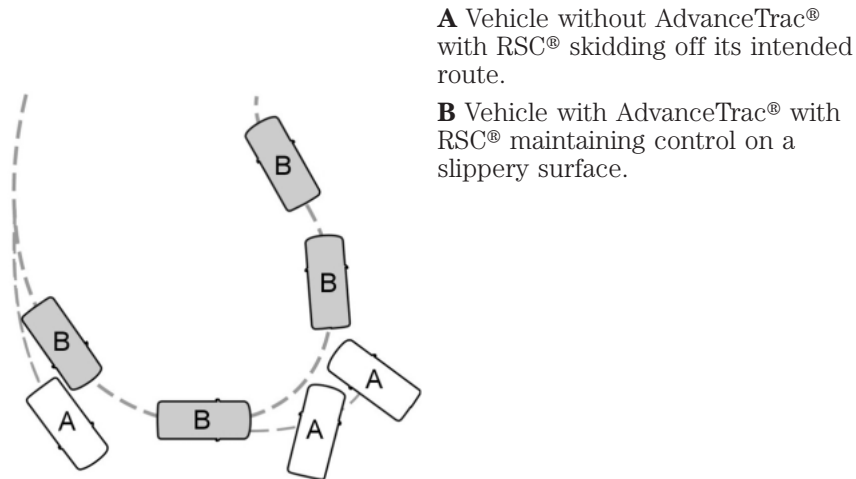 A Vehicle without AdvanceTrac®
with RSC® skidding off its intended
route.
B Vehicle with AdvanceTrac® with
RSC® maintaining control on a
slippery surface.
B
B
B
A
B
A
A